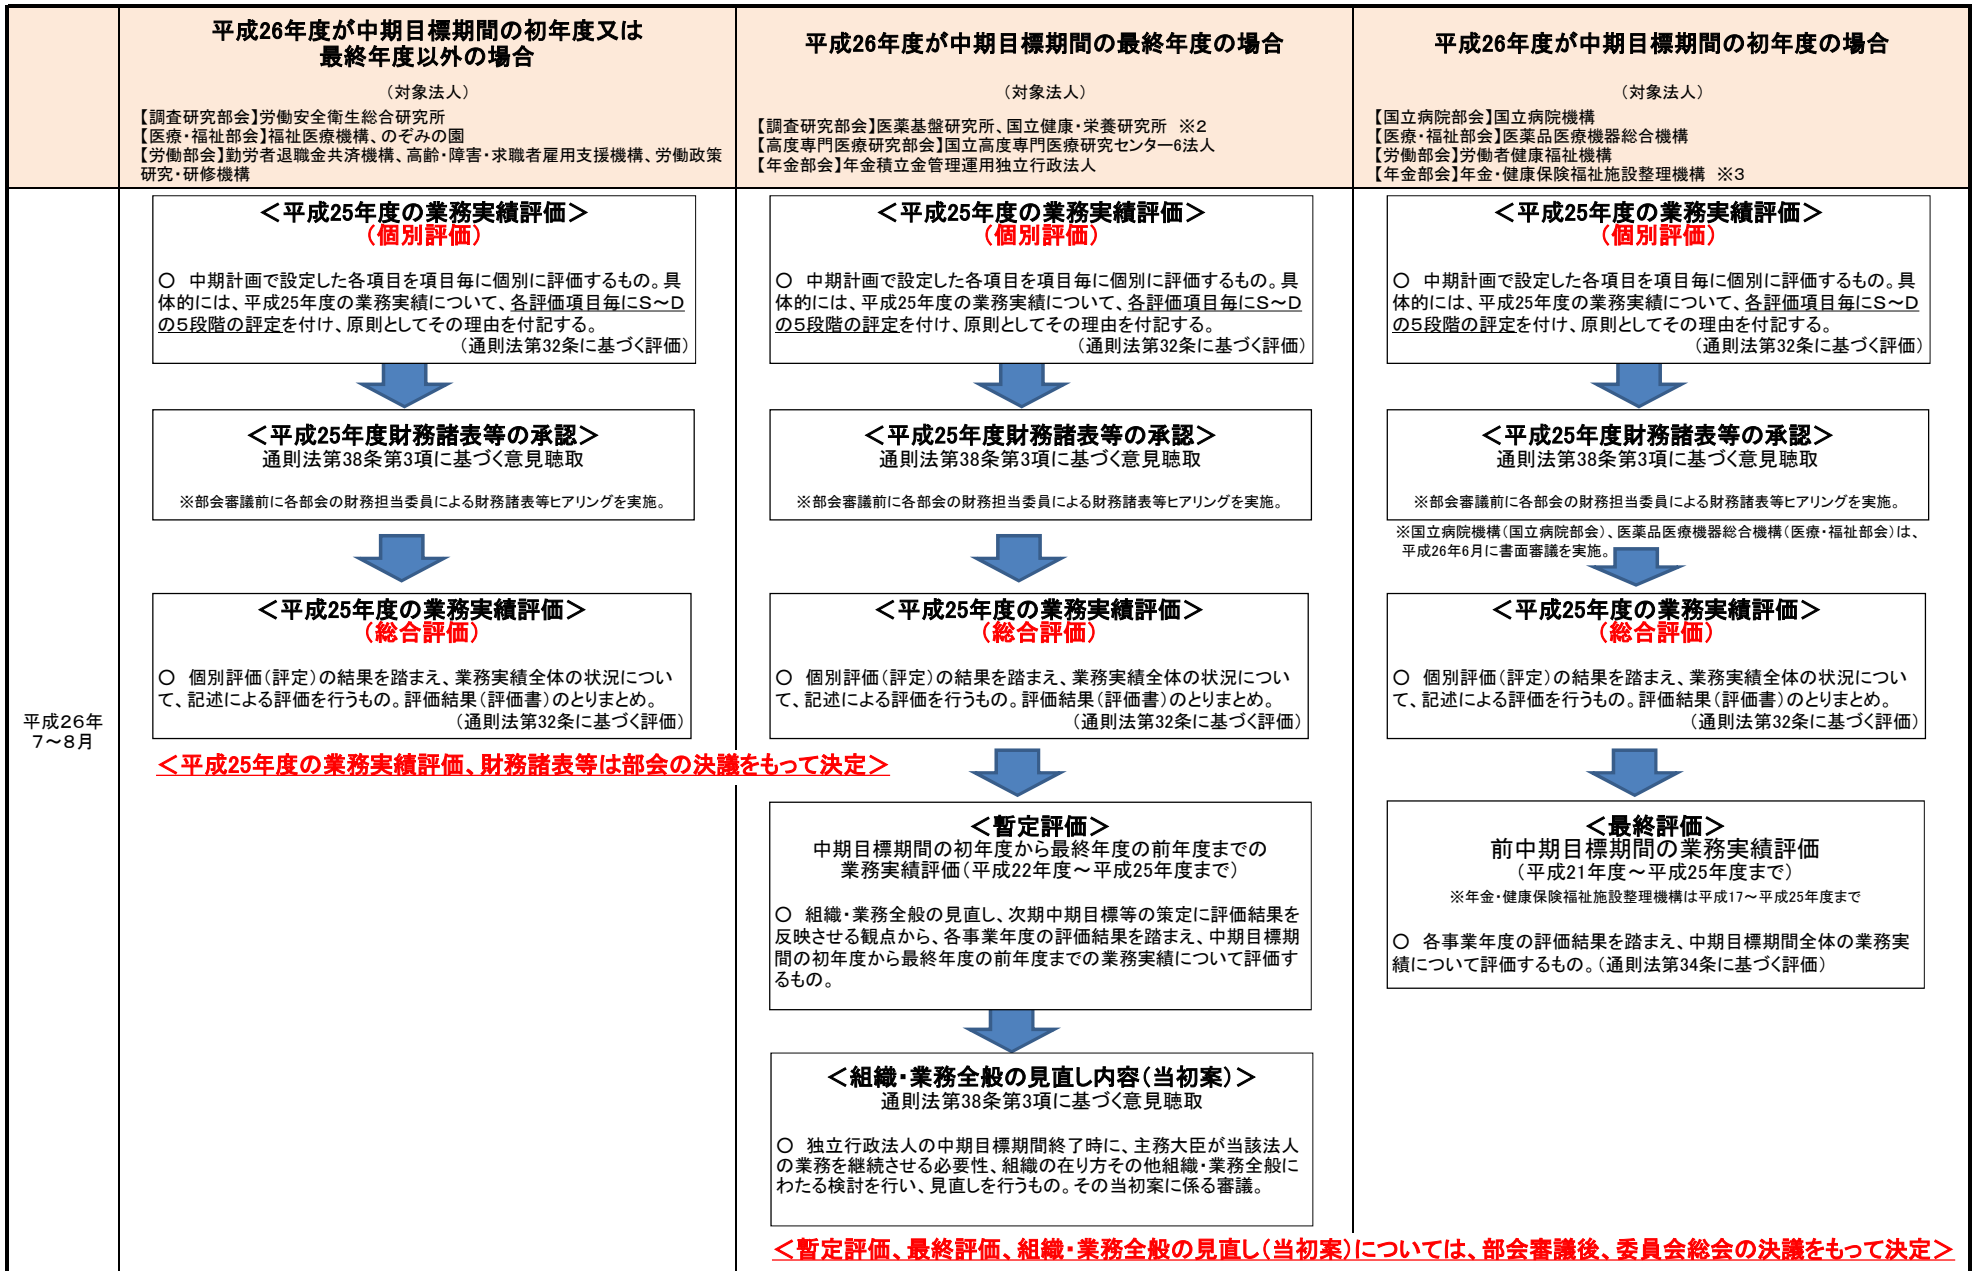 平成26年度が中期目標期間の初年度又は
最終年度以外の場合
（対象法人）
【調査研究部会】労働安全衛生総合研究所
【医療・福祉部会】福祉医療機構、のぞみの園
【労働部会】勤労者退職金共済機構、高齢・障害・求職者雇用支援機構、労働政策
研究・研修機構
平成26年度が中期目標期間の最終年度の場合
（対象法人）
【調査研究部会】医薬基盤研究所、国立健康・栄養研究所 ※2
【高度専門医療研究部会】国立高度専門医療研究センター6法人
【年金部会】年金積立金管理運用独立行政法人
平成26年度が中期目標期間の初年度の場合
（対象法人）
【国立病院部会】国立病院機構
【医療・福祉部会】医薬品医療機器総合機構
【労働部会】労働者健康福祉機構
【年金部会】年金・健康保険福祉施設整理機構 ※3
平成26年
7～8月
＜平成25年度の業務実績評価＞
（個別評価）
○ 中期計画で設定した各項目を項目毎に個別に評価するもの。具
体的には、平成25年度の業務実績について、各評価項目毎にS～D
の5段階の評定を付け、原則としてその理由を付記する。
（通則法第32条に基づく評価）
＜平成25年度財務諸表等の承認＞
通則法第38条第3項に基づく意見聴取
※部会審議前に各部会の財務担当委員による財務諸表等ヒアリングを実施。
＜平成25年度の業務実績評価＞
（総合評価）
○ 個別評価（評定）の結果を踏まえ、業務実績全体の状況につい
て、記述による評価を行うもの。評価結果（評価書）のとりまとめ。
（通則法第32条に基づく評価）
＜平成25年度の業務実績評価、財務諸表等は部会の決議をもって決定＞
＜平成25年度の業務実績評価＞
（個別評価）
○ 中期計画で設定した各項目を項目毎に個別に評価するもの。具
体的には、平成25年度の業務実績について、各評価項目毎にS～D
の5段階の評定を付け、原則としてその理由を付記する。
（通則法第32条に基づく評価）
＜平成25年度財務諸表等の承認＞
通則法第38条第3項に基づく意見聴取
※部会審議前に各部会の財務担当委員による財務諸表等ヒアリングを実施。
＜平成25年度の業務実績評価＞
（総合評価）
○ 個別評価（評定）の結果を踏まえ、業務実績全体の状況につい
て、記述による評価を行うもの。評価結果（評価書）のとりまとめ。
（通則法第32条に基づく評価）
＜暫定評価＞
中期目標期間の初年度から最終年度の前年度までの
業務実績評価（平成22年度～平成25年度まで）
○ 組織・業務全般の見直し、次期中期目標等の策定に評価結果を
反映させる観点から、各事業年度の評価結果を踏まえ、中期目標期
間の初年度から最終年度の前年度までの業務実績について評価す
るもの。
＜組織・業務全般の見直し内容（当初案）＞
通則法第38条第3項に基づく意見聴取
○ 独立行政法人の中期目標期間終了時に、主務大臣が当該法人
の業務を継続させる必要性、組織の在り方その他組織・業務全般に
わたる検討を行い、見直しを行うもの。その当初案に係る審議。
＜平成25年度の業務実績評価＞
（個別評価）
○ 中期計画で設定した各項目を項目毎に個別に評価するもの。具
体的には、平成25年度の業務実績について、各評価項目毎にS～D
の5段階の評定を付け、原則としてその理由を付記する。
（通則法第32条に基づく評価）
＜平成25年度財務諸表等の承認＞
通則法第38条第3項に基づく意見聴取
※部会審議前に各部会の財務担当委員による財務諸表等ヒアリングを実施。
※国立病院機構（国立病院部会）、医薬品医療機器総合機構（医療・福祉部会）は、
平成26年6月に書面審議を実施。
＜平成25年度の業務実績評価＞
（総合評価）
○ 個別評価（評定）の結果を踏まえ、業務実績全体の状況につい
て、記述による評価を行うもの。評価結果（評価書）のとりまとめ。
（通則法第32条に基づく評価）
＜最終評価＞
前中期目標期間の業務実績評価
（平成21年度～平成25年度まで）
※年金・健康保険福祉施設整理機構は平成17～平成25年度まで
○ 各事業年度の評価結果を踏まえ、中期目標期間全体の業務実
績について評価するもの。（通則法第34条に基づく評価）
＜暫定評価、最終評価、組織・業務全般の見直し（当初案）については、部会審議後、委員会総会の決議をもって決定＞